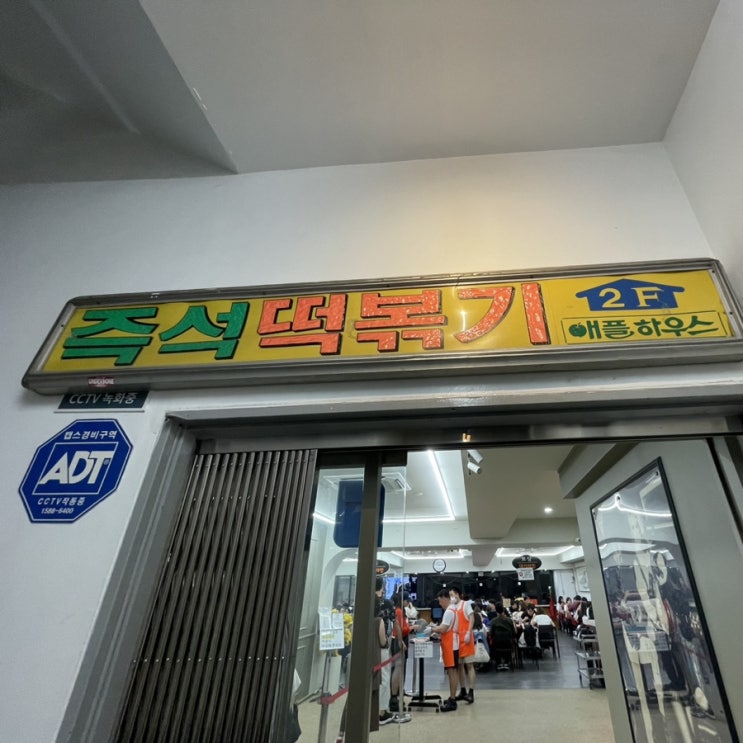 즉석떡볶기
2F
애플하우스
CCTV 녹화중
캡스경비구역
ADT
CCTV작동중
1588-6400